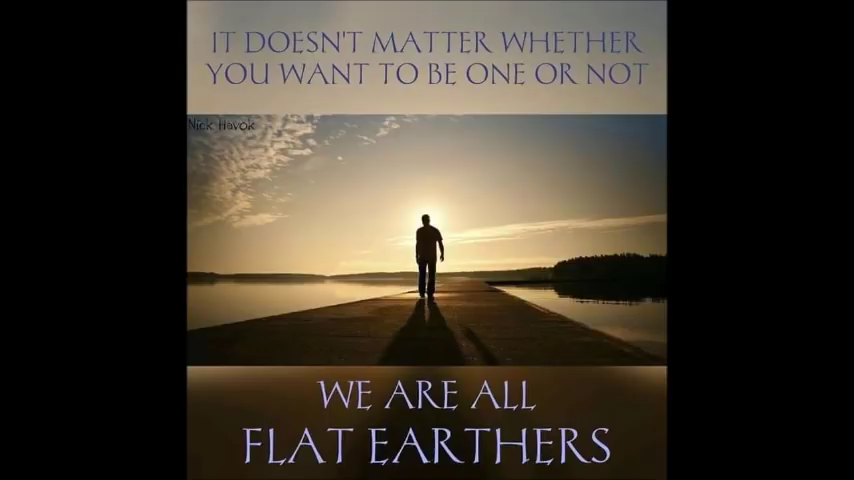 IT DOESN'T MATTER WHETHER
YOU WANT TO BE ONE OR NOT
Nick Havok
WE ARE ALL
FLAT EARTHERS